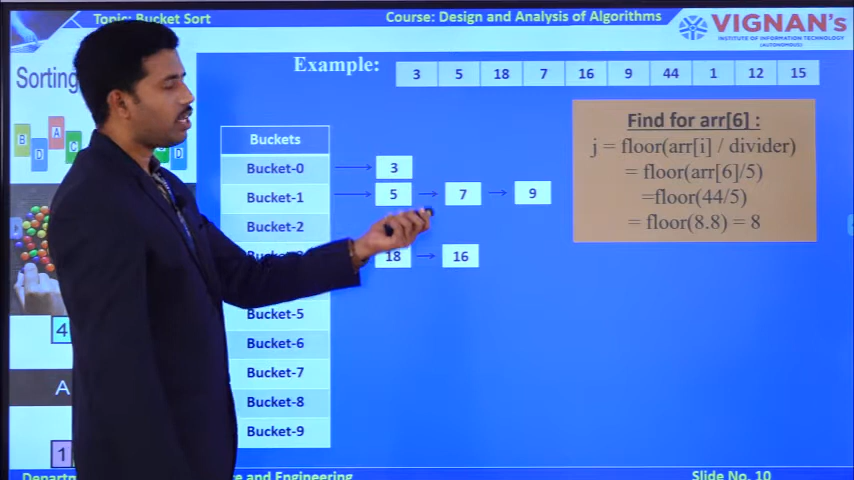 Topic: Bucket Sort
Course: Design and Analysis of Algorithms
VIGNAN's
INSTITUTE OF INFORMATION TECHNOLOGY
(AUTONOMOUS)
Sorting
Example:
3 5 18 7 16 9 44 1 12 15
B A
D C D
Find for arr[6] :
j = floor(arr[i] / divider)
= floor(arr[6]/5)
=floor(44/5)
= floor(8.8) = 8
Buckets
Bucket-0 3
Bucket-1 5 7 9
Bucket-2
18 16
Bucket-5
Bucket-6
Bucket-7
Bucket-8
Bucket-9
4
A
1
and Engineering
Slide No. 10